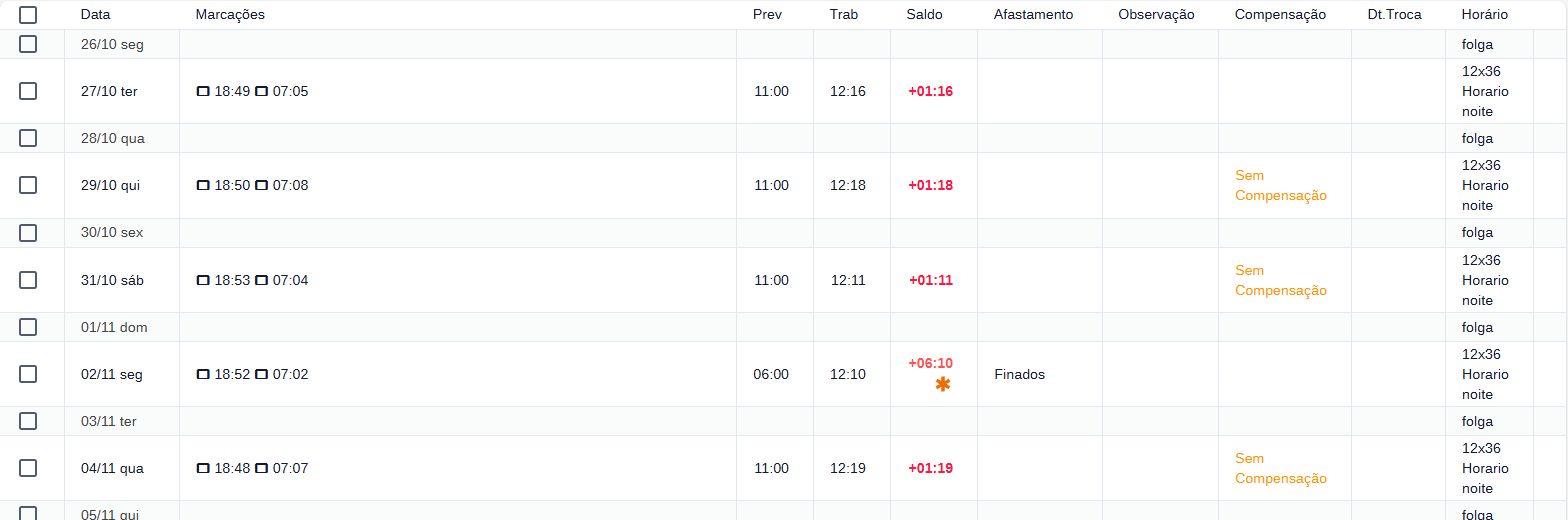 Data Marcações Prev Trab Saldo Afastamento Observação Compensação Dt.Troca Horário
26/10 seg folga
27/10 ter 18:49 07:05 11:00 12:16 +01:16 12x36
Horario
noite
28/10 qua folga
29/10 qui 18:50 07:08 11:00 12:18 +01:18 Sem
Compensação
12x36
Horario
noite
30/10 sex folga
31/10 sáb 18:53 07:04 11:00 12:11 +01:11 Sem
Compensação
12x36
Horario
noite
01/11 dom folga
02/11 seg 18:52 07:02 06:00 12:10 +06:10
✱
Finados 12x36
Horario
noite
03/11 ter folga
04/11 qua 18:48 07:07 11:00 12:19 +01:19 Sem
Compensação
12x36
Horario
noite
05/11 qui folga